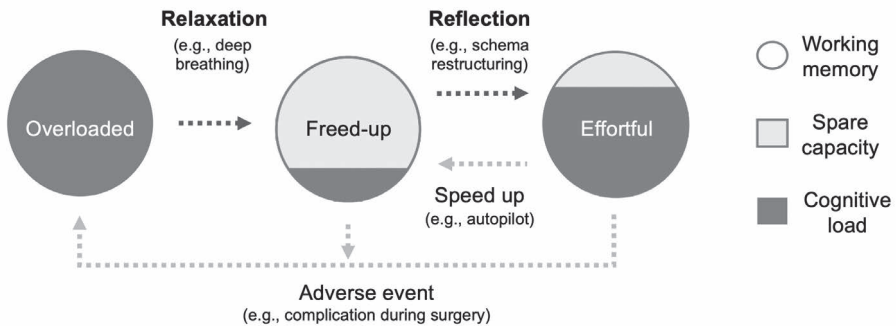 Relaxation
(e.g., deep
breathing)
Reflection
(e.g., schema
restructuring)
Working
memory
Overloaded
Freed-up
Effortful
Spare
capacity
Speed up
(e.g., autopilot)
Cognitive
load
Adverse event
(e.g., complication during surgery)